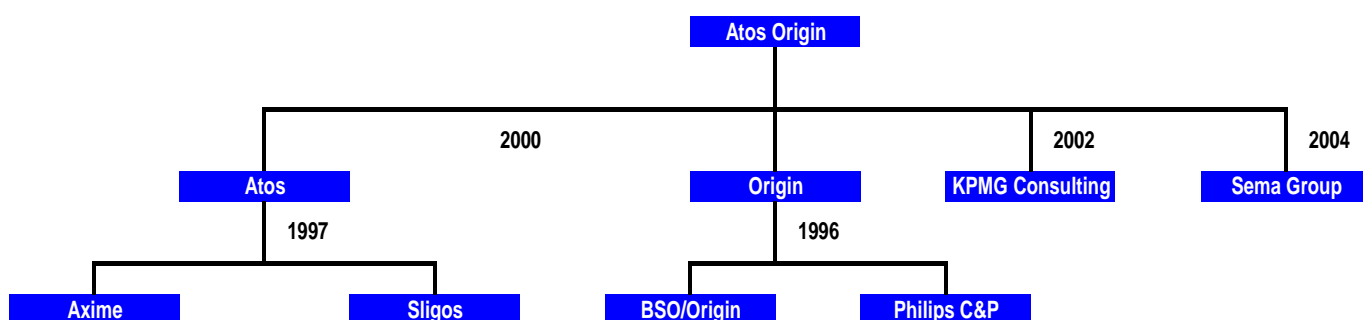 Atos Origin
2000
2002
2004
Atos
Origin
KPMG Consulting
Sema Group
1997
1996
Axime
Sligos
BSO/Origin
Philips C&P